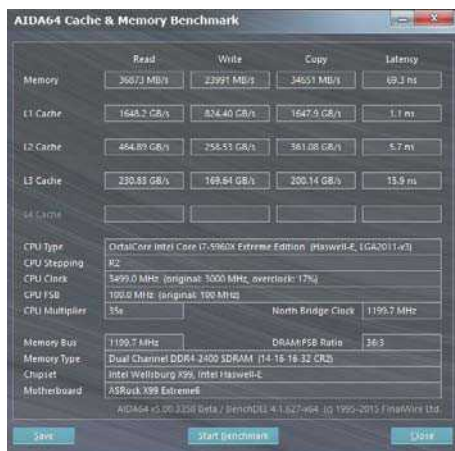 AIDA64 Cache & Memory Benchmark
Read Write Copy Latency
Memory 36873 MB/s 23991 MB/s 34651 MB/s 69.3 ns
L1 Cache 1648.2 GB/s 824.40 GB/s 1647.9 GB/s 1.1 ns
L2 Cache 464.89 GB/s 258.53 GB/s 361.08 GB/s 5.7 ns
L3 Cache 230.83 GB/s 169.64 GB/s 200.14 GB/s 15.9 ns
L4 Cache
CPU Type OctalCore Intel Core i7-5960X Extreme Edition (Haswell-E, LGA2011-v3)
CPU Stepping R2
CPU Clock 3499.0 MHz (original: 3000 MHz, overclock: 17%)
CPU FSB 100.0 MHz (original: 100 MHz)
CPU Multiplier 35x North Bridge Clock 1199.7 MHz
Memory Bus 1199.7 MHz DRAM:FSB Ratio 36:3
Memory Type Dual Channel DDR4-2400 SDRAM (14-16-16-32 CR2)
Chipset Intel Wellsburg X99, Intel Haswell-E
Motherboard ASRock X99 Extreme6
AIDA64 v5.00.3358 Beta / BenchDLL 4.1.627-x64 (c) 1995-2015 FinalWire Ltd.
Save Start Benchmark Close